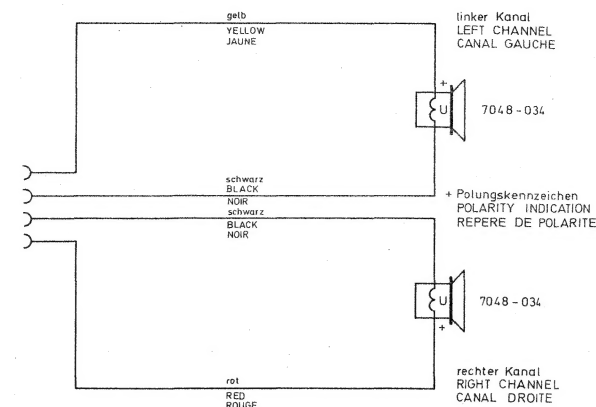 gelb
YELLOW
JAUNE
linker Kanal
LEFT CHANNEL
CANAL GAUCHE
+
U
7048-034
schwarz
BLACK
NOIR
schwarz
BLACK
NOIR
+ Polungskennzeichen
POLARITY INDICATION
REPERE DE POLARITE
U
7048-034
+
rot
RED
ROUGE
rechter Kanal
RIGHT CHANNEL
CANAL DROITE